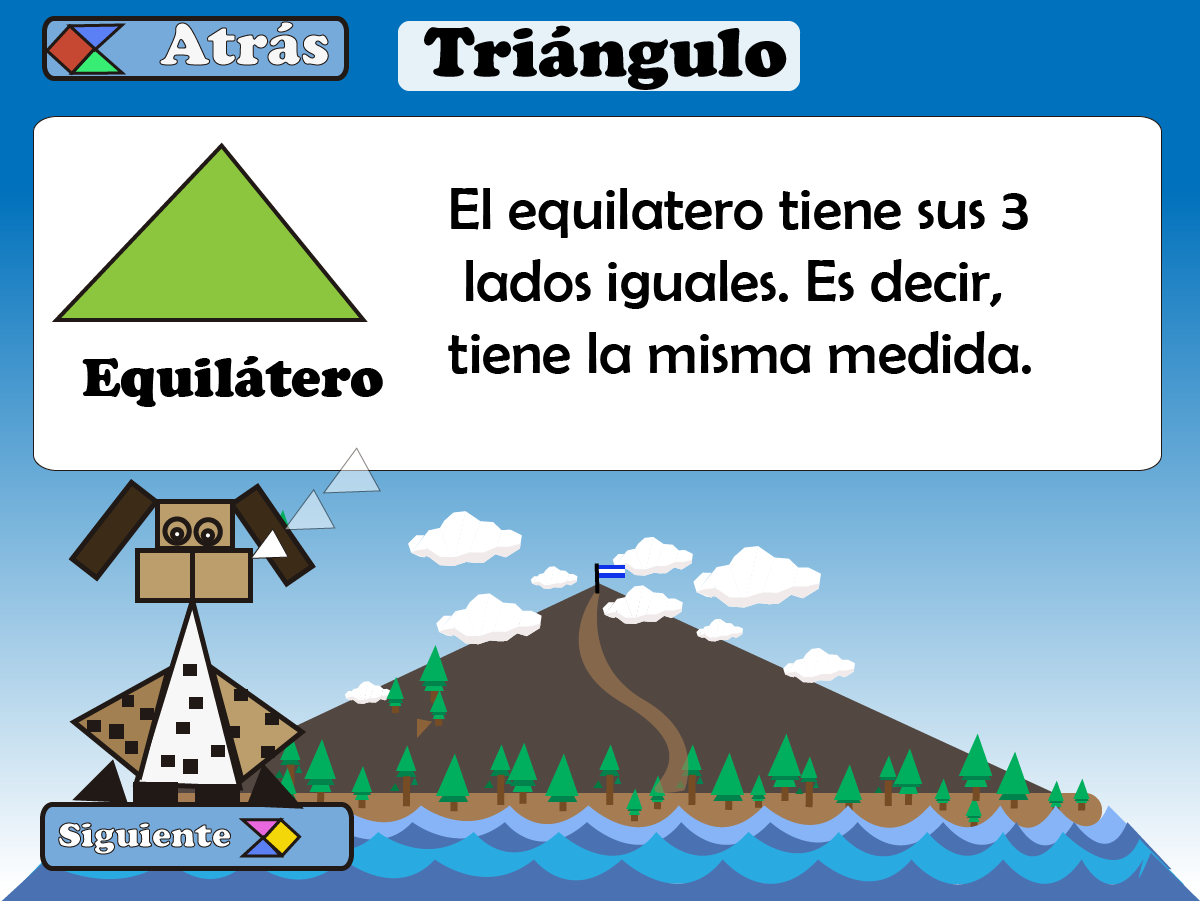 Atrás
Triángulo
El equilatero tiene sus 3
lados iguales. Es decir,
tiene la misma medida.
Equilátero
Siguiente